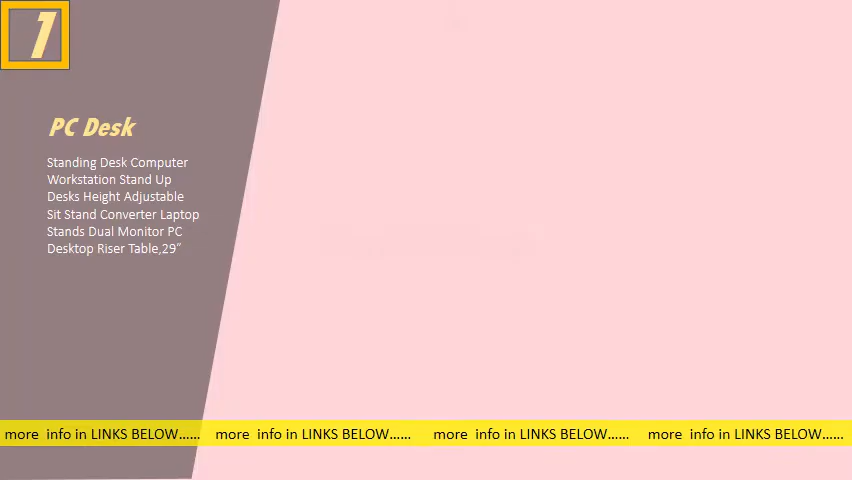 1
PC Desk
Standing Desk Computer
Workstation Stand Up
Desks Height Adjustable
Sit Stand Converter Laptop
Stands Dual Monitor PC
Desktop Riser Table,29”
more info in LINKS BELOW...... more info in LINKS BELOW...... more info in LINKS BELOW...... more info in LINKS BELOW......